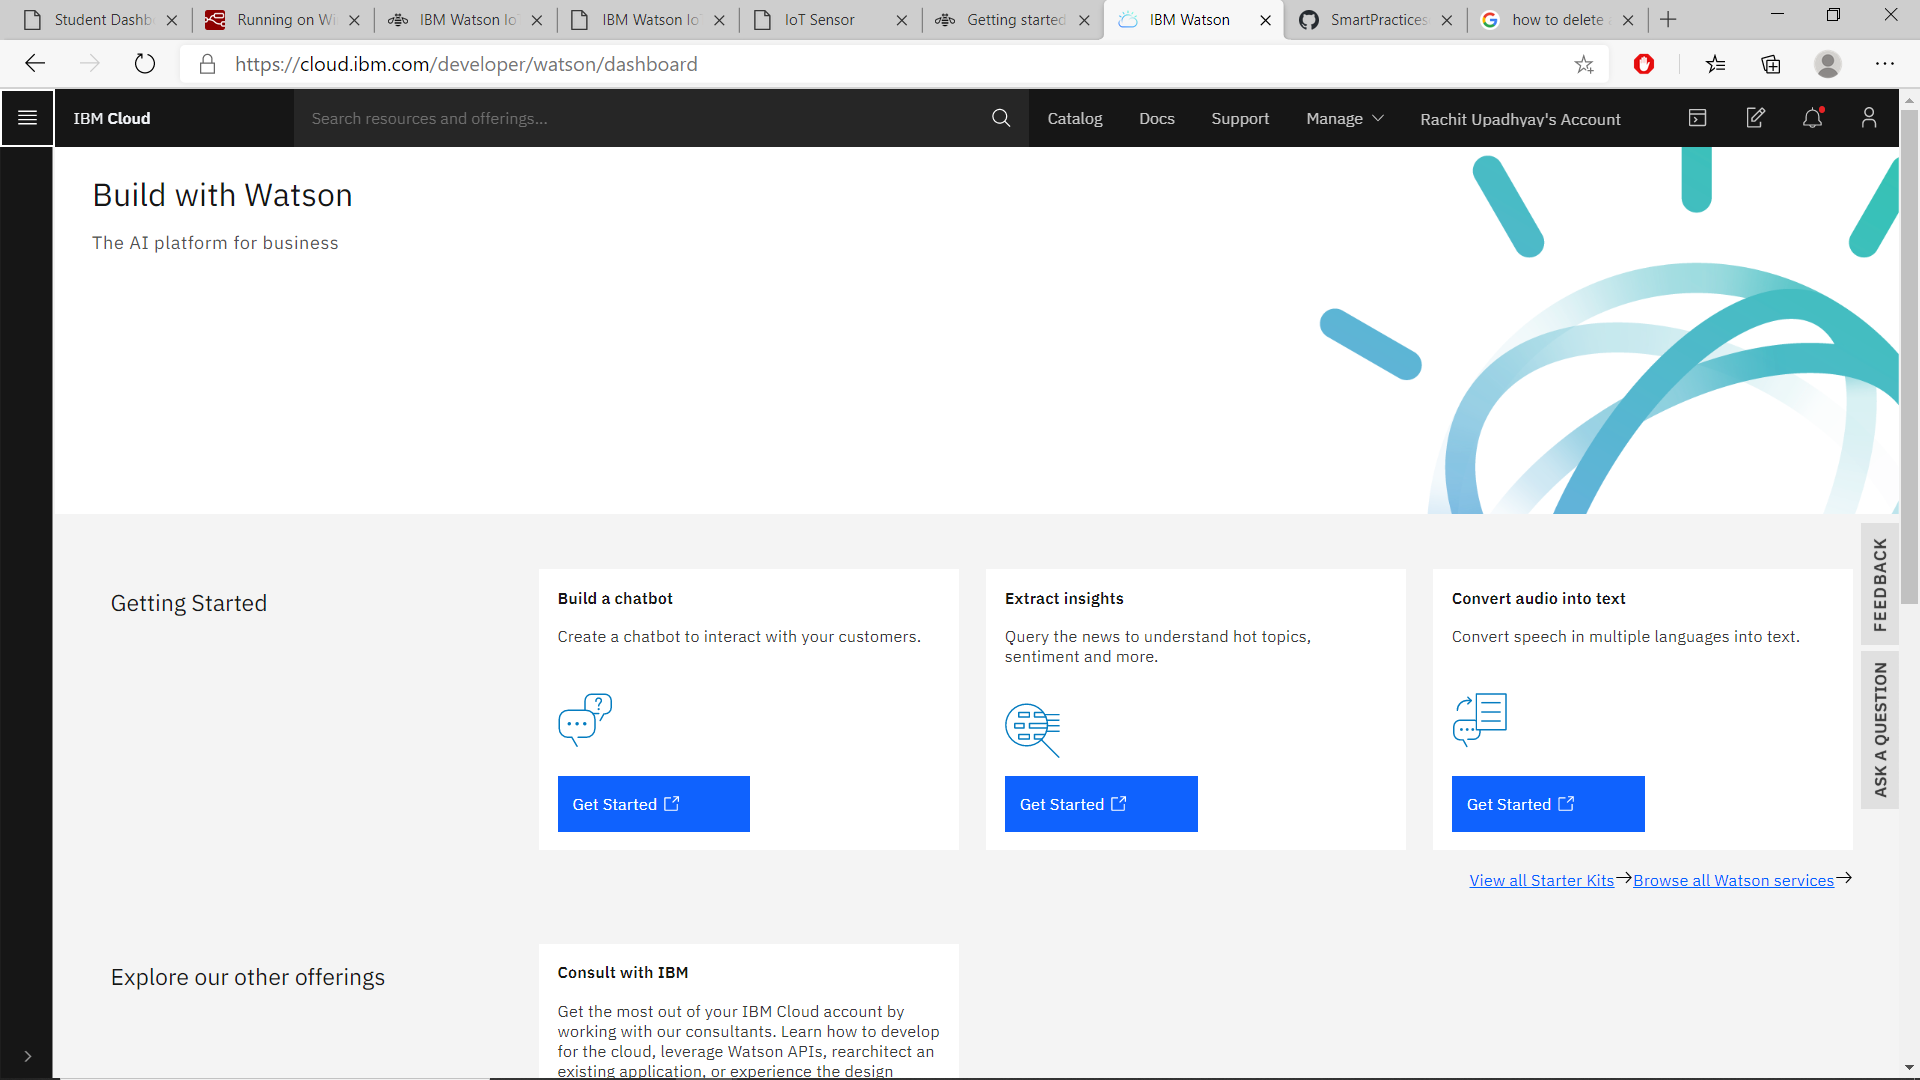 Student Dashb
Running on Wi
IBM Watson Io
IBM Watson Io
IoT Sensor
Getting started
IBM Watson
SmartPractices
how to delete
https://cloud.ibm.com/developer/watson/dashboard
IBM Cloud
Search resources and offerings...
Catalog
Docs
Support
Manage
Rachit Upadhyay's Account
Build with Watson
The AI platform for business
Getting Started
Build a chatbot
Create a chatbot to interact with your customers.
Get Started
Extract insights
Query the news to understand hot topics,
sentiment and more.
Get Started
Convert audio into text
Convert speech in multiple languages into text.
Get Started
FEEDBACK
ASK A QUESTION
View all Starter Kits
Browse all Watson services
Explore our other offerings
Consult with IBM
Get the most out of your IBM Cloud account by
working with our consultants. Learn how to develop
for the cloud, leverage Watson APIs, rearchitect an
existing application, or experience the design